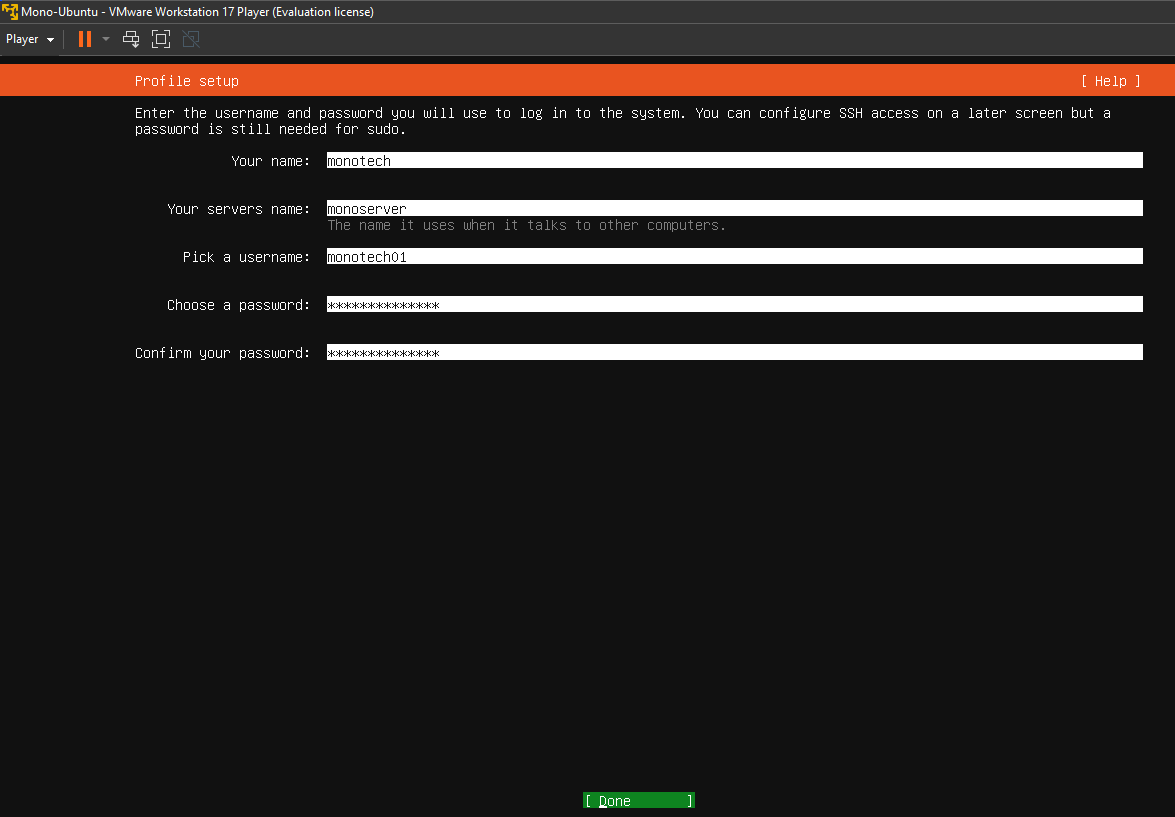 Mono-Ubuntu - VMware Workstation 17 Player (Evaluation license)
Player
Profile setup [ Help ]
Enter the username and password you will use to log in to the system. You can configure SSH access on a later screen but a
password is still needed for sudo.
Your name: monotech
Your servers name: monoserver
The name it uses when it talks to other computers.
Pick a username: monotech01
Choose a password: **************
Confirm your password: **************
[ Done ]